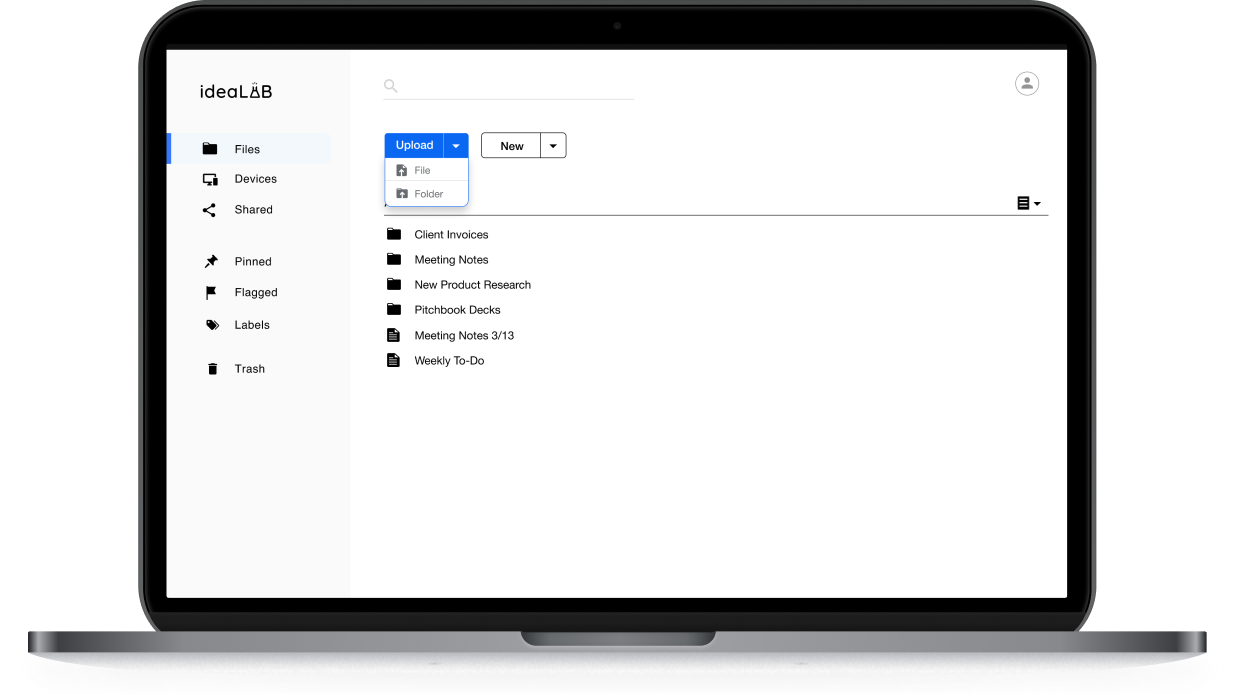 ideaLAB
Files
Devices
Shared
Pinned
Flagged
Labels
Trash
Upload
New
File
Folder
Client Invoices
Meeting Notes
New Product Research
Pitchbook Decks
Meeting Notes 3/13
Weekly To-Do